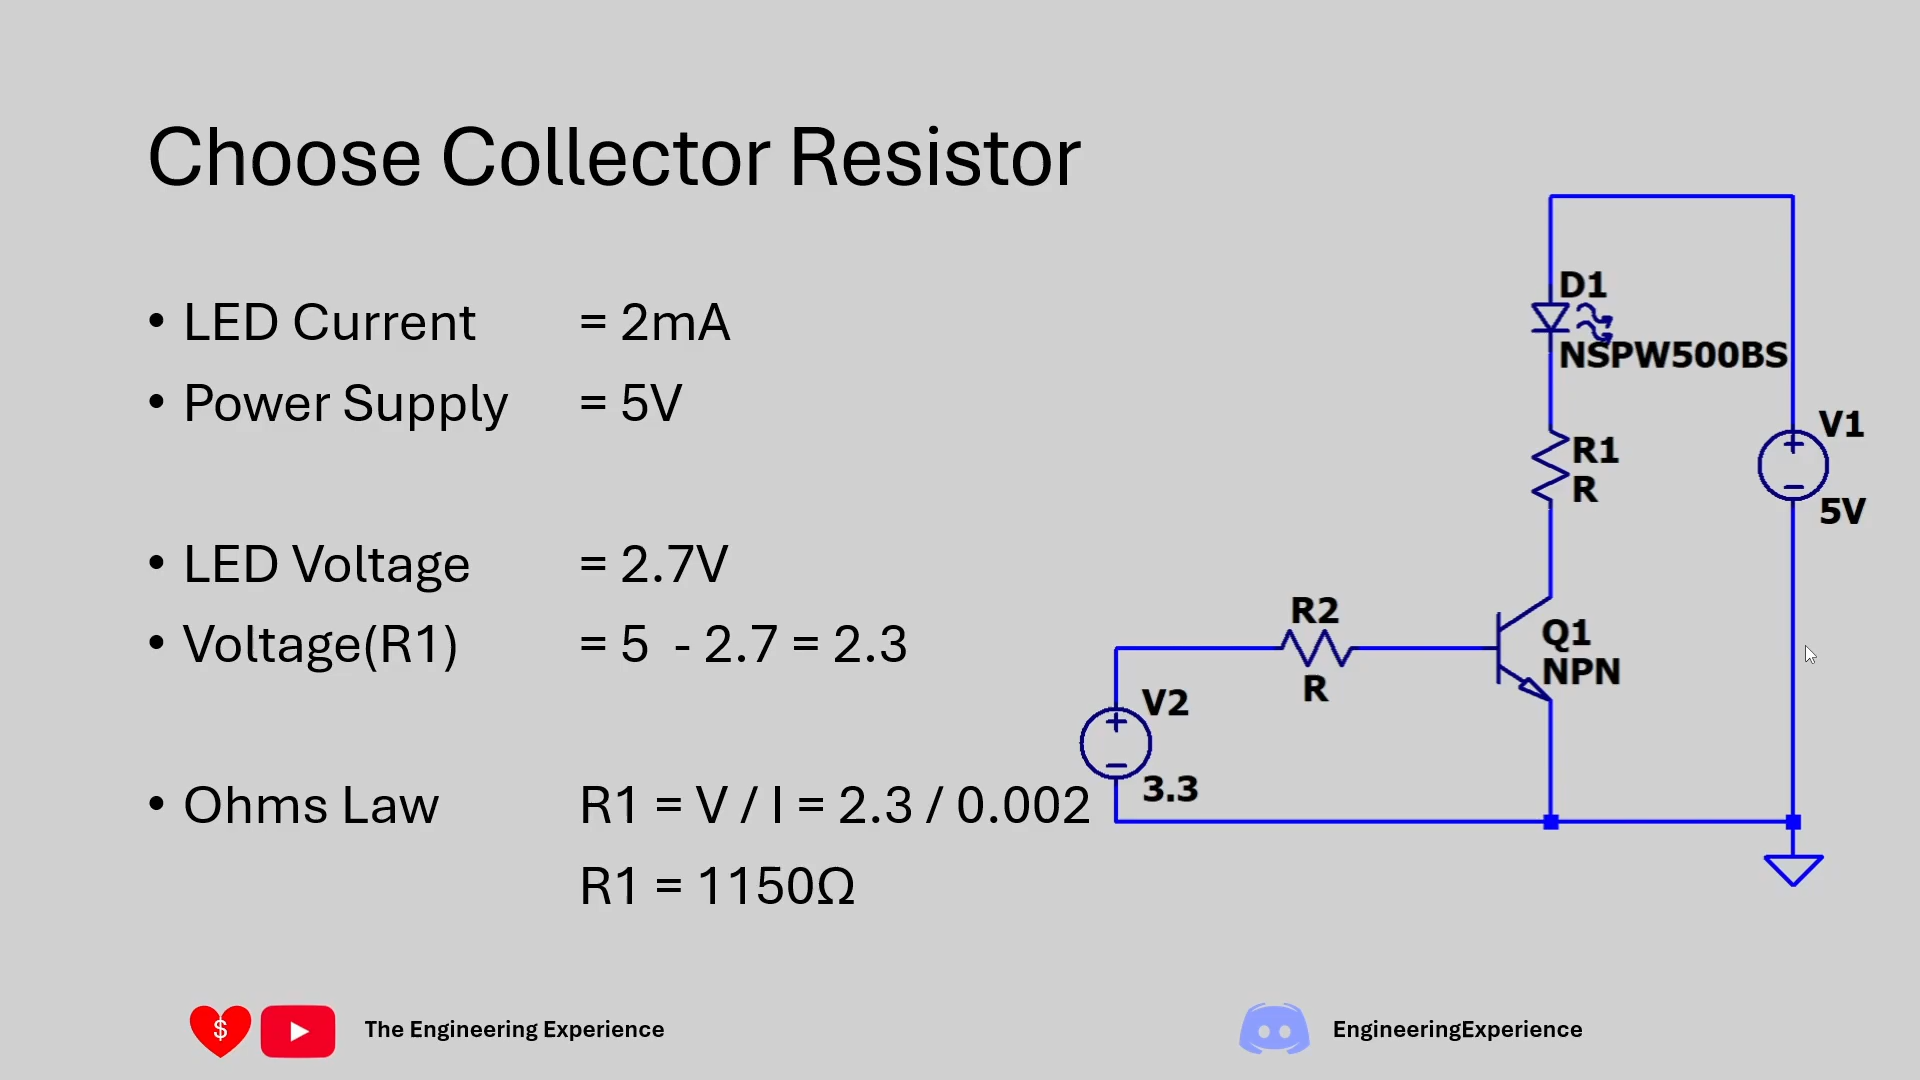 Choose Collector Resistor
• LED Current = 2mA
• Power Supply = 5V
• LED Voltage = 2.7V
• Voltage(R1) = 5 - 2.7 = 2.3
• Ohms Law R1 = V / I = 2.3 / 0.002
R1 = 1150Ω
D1
NSPW500BS
R1
R
V1
+
−
5V
R2
R
Q1
NPN
V2
+
−
3.3
$
The Engineering Experience
EngineeringExperience